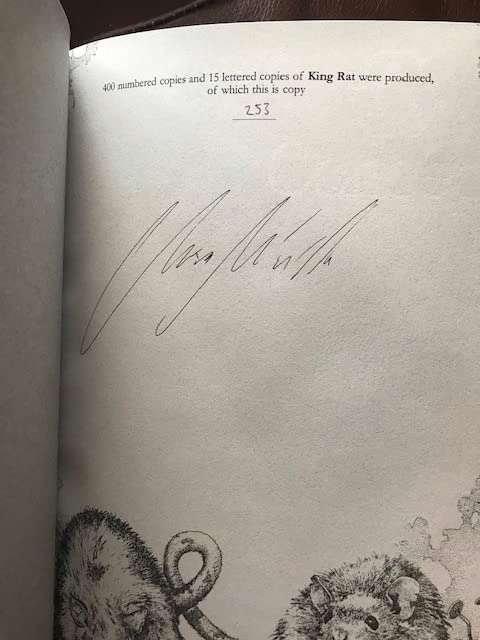 400 numbered copies and 15 lettered copies of King Rat were produced,
of which this is copy
253